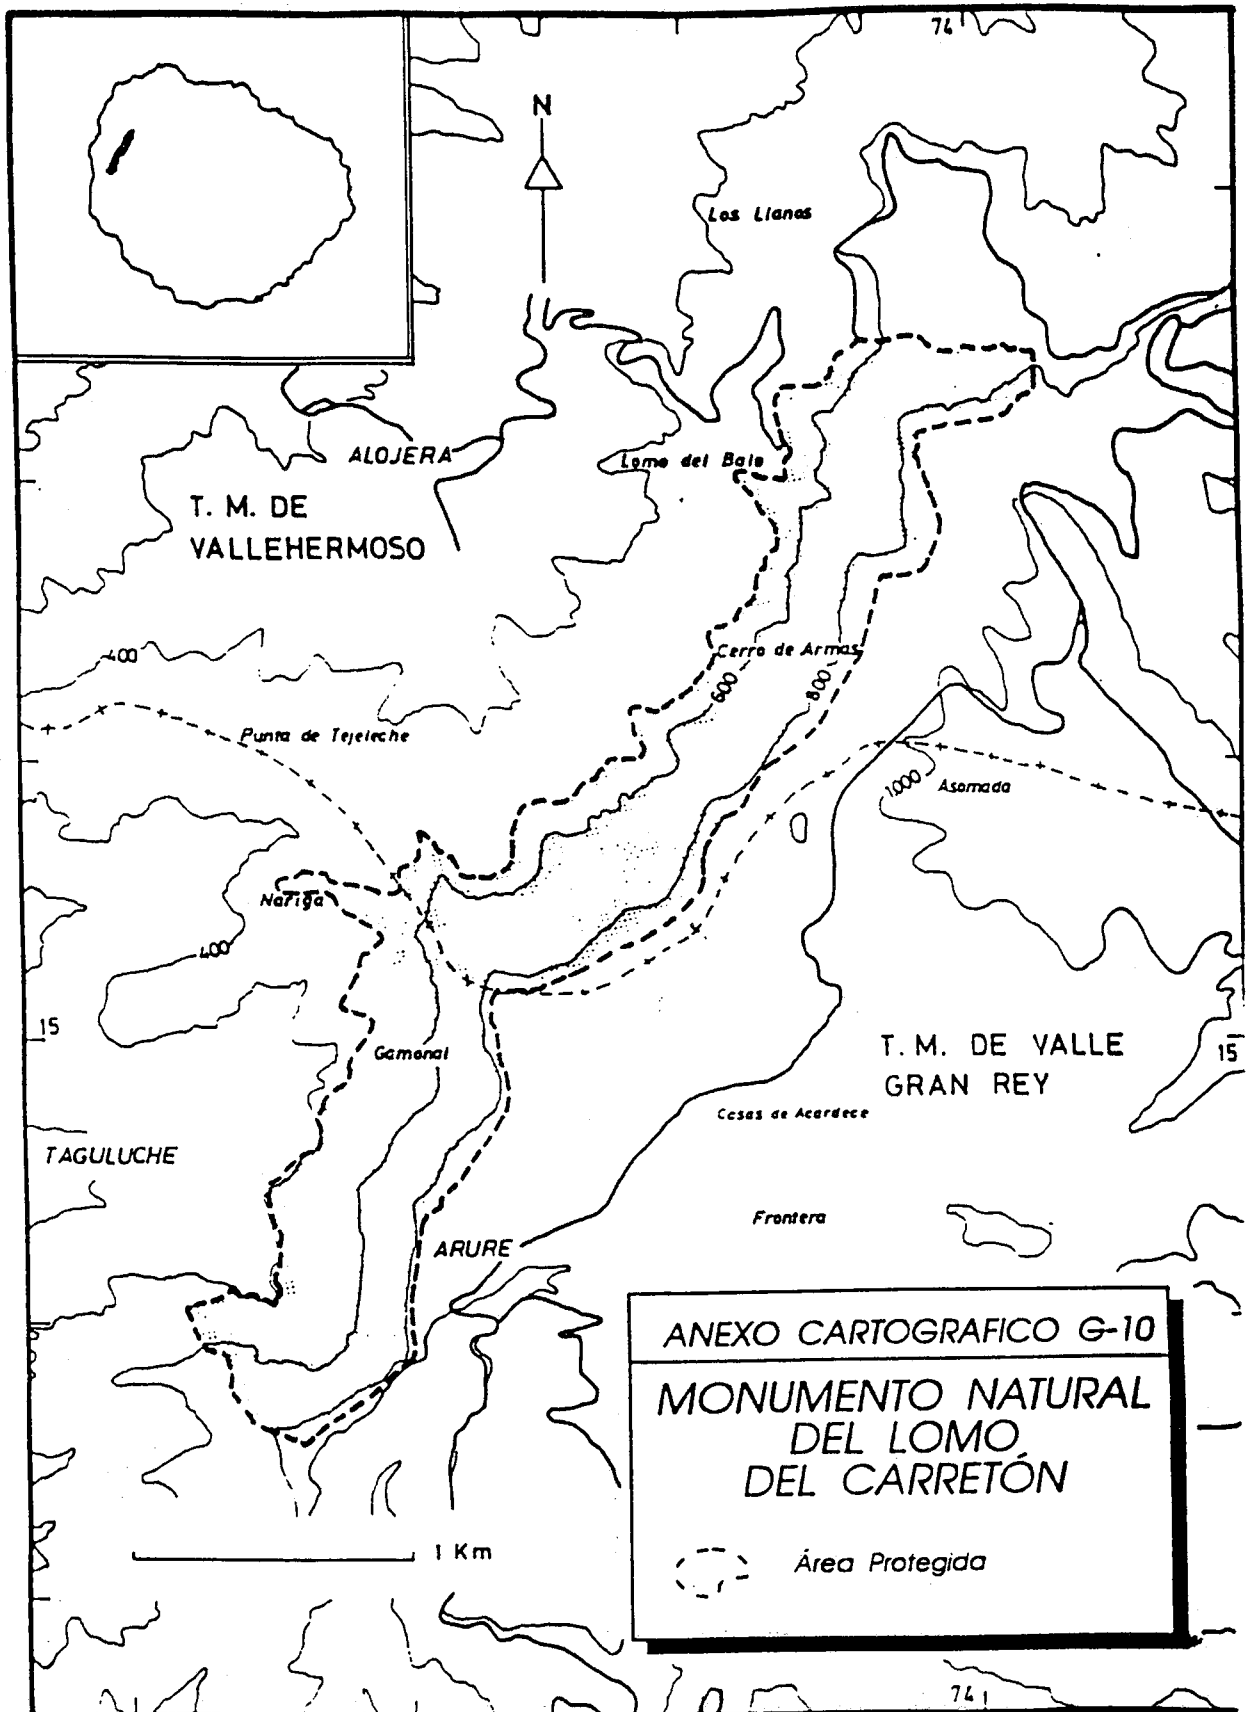 74
N
Los Llanos
ALOJERA
Lomo del Balo
T. M. DE
VALLEHERMOSO
400
Cerro de Armas
600
800
Punta de Tejeleche
1.000
Asomada
Nariga
400
15
Gamonal
T. M. DE VALLE
GRAN REY
15
Casas de Acardece
TAGULUCHE
Frontera
ARURE
ANEXO CARTOGRAFICO G-10
MONUMENTO NATURAL
DEL LOMO
DEL CARRETÓN
1 Km
Área Protegida
74